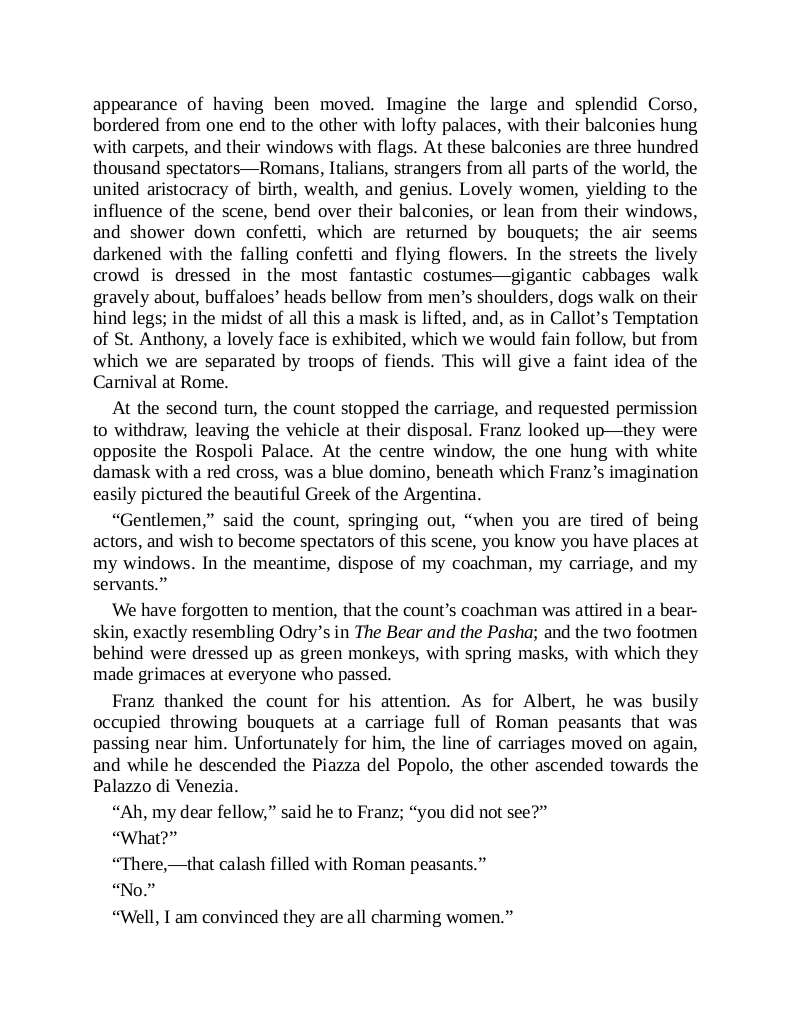 appearance of having been moved. Imagine the large and splendid Corso,
bordered from one end to the other with lofty palaces, with their balconies hung
with carpets, and their windows with flags. At these balconies are three hundred
thousand spectators—Romans, Italians, strangers from all parts of the world, the
united aristocracy of birth, wealth, and genius. Lovely women, yielding to the
influence of the scene, bend over their balconies, or lean from their windows,
and shower down confetti, which are returned by bouquets; the air seems
darkened with the falling confetti and flying flowers. In the streets the lively
crowd is dressed in the most fantastic costumes—gigantic cabbages walk
gravely about, buffaloes’ heads bellow from men’s shoulders, dogs walk on their
hind legs; in the midst of all this a mask is lifted, and, as in Callot’s Temptation
of St. Anthony, a lovely face is exhibited, which we would fain follow, but from
which we are separated by troops of fiends. This will give a faint idea of the
Carnival at Rome.
At the second turn, the count stopped the carriage, and requested permission
to withdraw, leaving the vehicle at their disposal. Franz looked up—they were
opposite the Rospoli Palace. At the centre window, the one hung with white
damask with a red cross, was a blue domino, beneath which Franz’s imagination
easily pictured the beautiful Greek of the Argentina.
“Gentlemen,” said the count, springing out, “when you are tired of being
actors, and wish to become spectators of this scene, you know you have places at
my windows. In the meantime, dispose of my coachman, my carriage, and my
servants.”
We have forgotten to mention, that the count’s coachman was attired in a bear-
skin, exactly resembling Odry’s in The Bear and the Pasha; and the two footmen
behind were dressed up as green monkeys, with spring masks, with which they
made grimaces at everyone who passed.
Franz thanked the count for his attention. As for Albert, he was busily
occupied throwing bouquets at a carriage full of Roman peasants that was
passing near him. Unfortunately for him, the line of carriages moved on again,
and while he descended the Piazza del Popolo, the other ascended towards the
Palazzo di Venezia.
“Ah, my dear fellow,” said he to Franz; “you did not see?”
“What?”
“There,—that calash filled with Roman peasants.”
“No.”
“Well, I am convinced they are all charming women.”